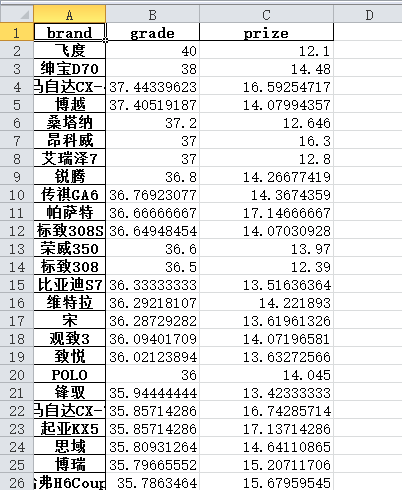 A B C D
1 brand grade prize
2 飞度 40 12.1
3 绅宝D70 38 14.48
4 马自达CX- 37.44339623 16.59254717
5 博越 37.40519187 14.07994357
6 桑塔纳 37.2 12.646
7 昂科威 37 16.3
8 艾瑞泽7 37 12.8
9 锐腾 36.8 14.26677419
10 传祺GA6 36.76923077 14.3674359
11 帕萨特 36.66666667 17.14666667
12 标致308S 36.64948454 14.07030928
13 荣威350 36.6 13.97
14 标致308 36.5 12.39
15 比亚迪S7 36.33333333 13.51636364
16 维特拉 36.29218107 14.221893
17 宋 36.28729282 13.61961326
18 观致3 36.09401709 14.07196581
19 致悦 36.02123894 13.63272566
20 POLO 36 14.045
21 锋驭 35.94444444 13.42333333
22 马自达CX- 35.85714286 16.74285714
23 起亚KX5 35.85714286 17.13714286
24 思域 35.80931264 14.64110865
25 博瑞 35.79665552 15.20711706
26 哈弗H6Coup 35.7863464 15.67959545